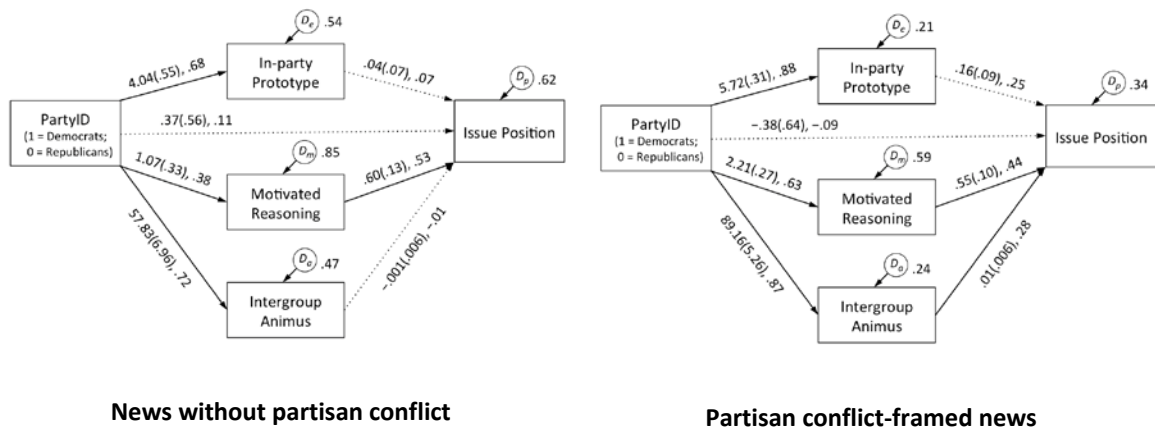 Dₑ .54
In-party
Prototype
4.04(.55), .68
.04(.07), .07
Dₚ .62
PartyID
(1 = Democrats;
0 = Republicans)
.37(.56), .11
Issue Position
Dₘ .85
1.07(.33), .38
Motivated
Reasoning
.60(.13), .53
57.83(6.96), .72
−.001(.006), −.01
Dₐ .47
Intergroup
Animus
News without partisan conflict
Dₑ .21
In-party
Prototype
5.72(.31), .88
.16(.09), .25
Dₚ .34
PartyID
(1 = Democrats;
0 = Republicans)
−.38(.64), −.09
Issue Position
Dₘ .59
2.21(.27), .63
Motivated
Reasoning
.55(.10), .44
89.16(5.26), .87
.01(.006), .28
Dₐ .24
Intergroup
Animus
Partisan conflict-framed news